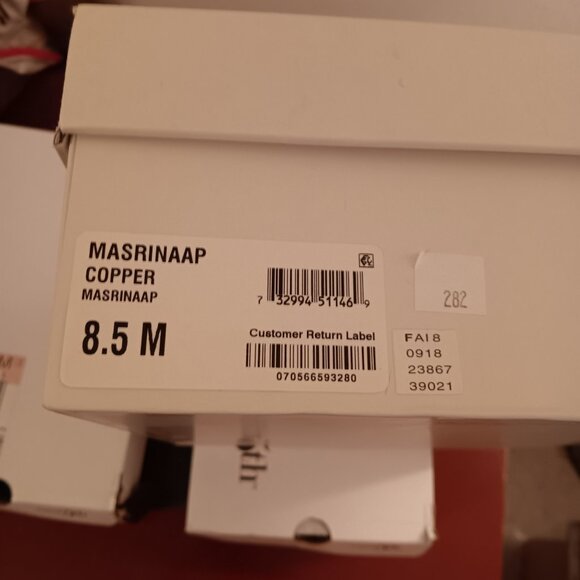 MASRINAAP
COPPER
MASRINAAP
8.5 M
7 32994 51146 9
Customer Return Label
070566593280
282
FAI8
0918
23867
39021